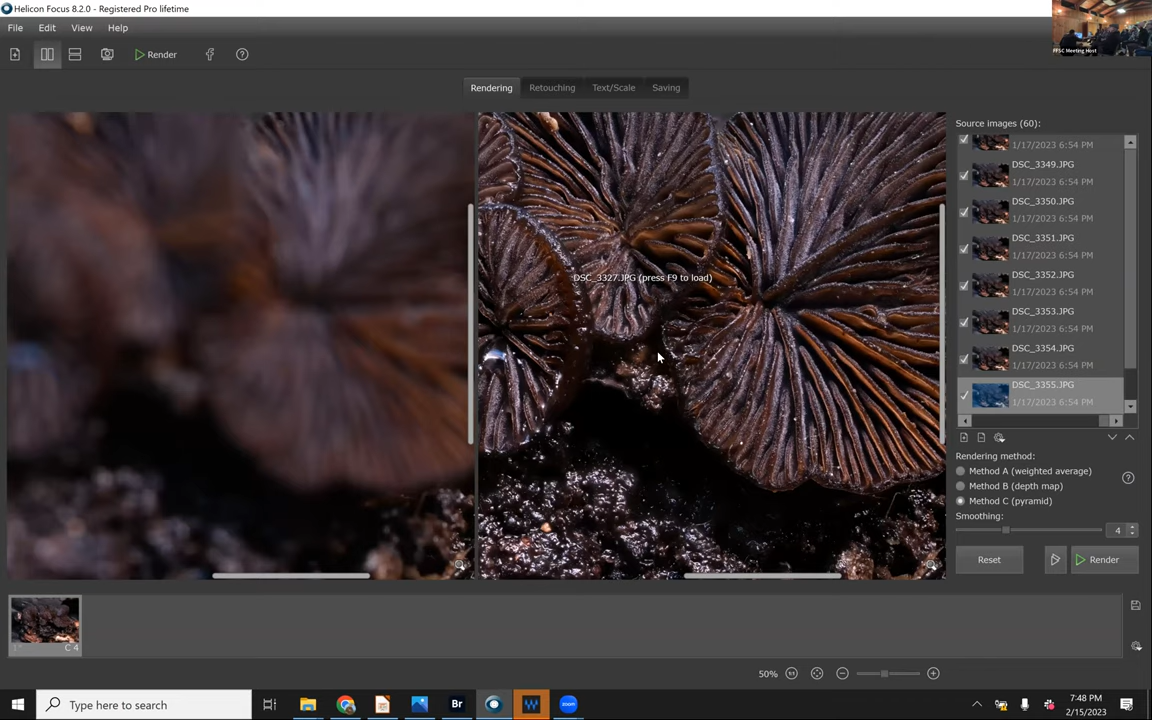 Helicon Focus 8.2.0 - Registered Pro lifetime
File Edit View Help
FFSC Meeting Host
Render
Rendering Retouching Text/Scale Saving
Source images (60):
1/17/2023 6:54 PM
DSC_3349.JPG
1/17/2023 6:54 PM
DSC_3350.JPG
1/17/2023 6:54 PM
DSC_3351.JPG
1/17/2023 6:54 PM
DSC_3352.JPG
1/17/2023 6:54 PM
DSC_3353.JPG
1/17/2023 6:54 PM
DSC_3354.JPG
1/17/2023 6:54 PM
DSC_3355.JPG
1/17/2023 6:54 PM
DSC_3327.JPG (press F9 to load)
Rendering method:
Method A (weighted average)
Method B (depth map)
Method C (pyramid)
Smoothing:
4
Reset
Render
C 4
50%
Type here to search
Br
zoom
7:48 PM
2/15/2023